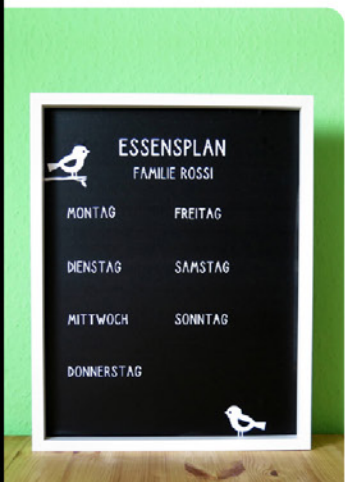 ESSENSPLAN
FAMILIE ROSSI
MONTAG
DIENSTAG
MITTWOCH
DONNERSTAG
FREITAG
SAMSTAG
SONNTAG